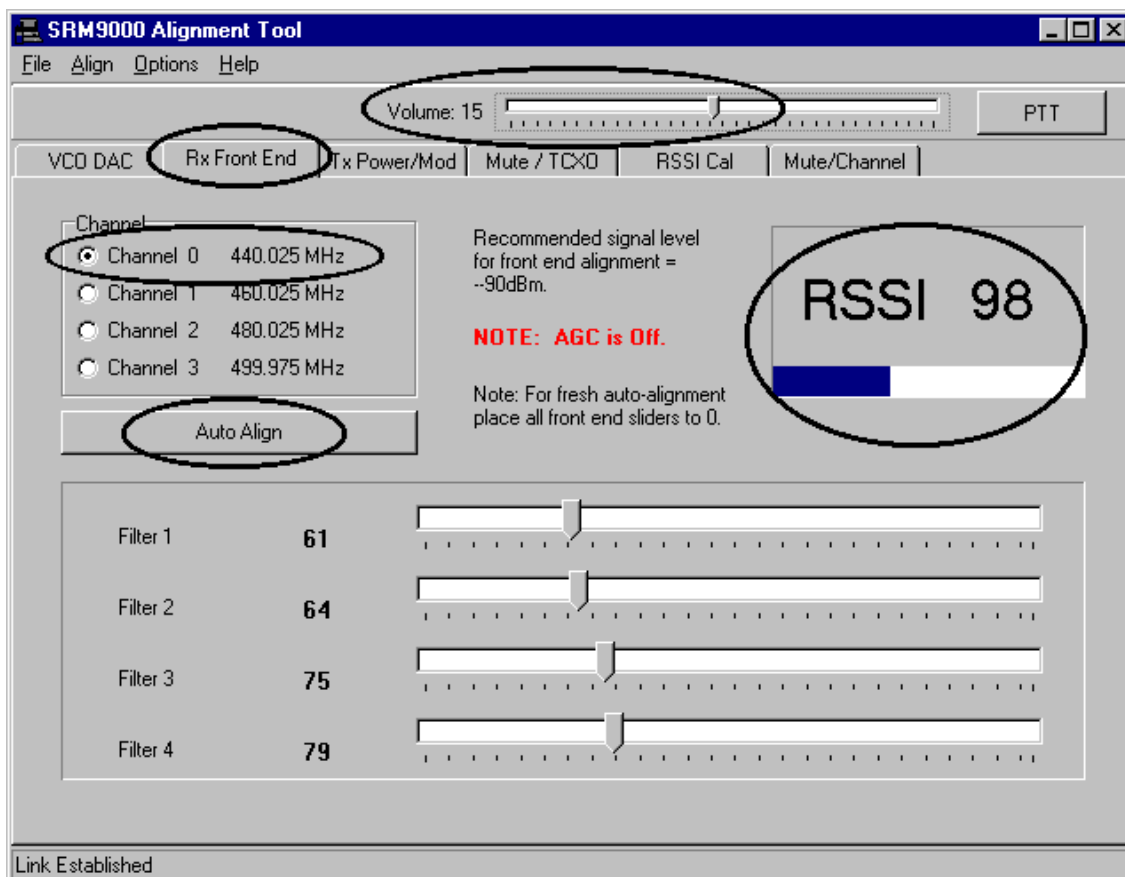 SRM9000 Alignment Tool
File Align Options Help
Volume: 15
PTT
VCO DAC
Rx Front End
Tx Power/Mod
Mute / TCXO
RSSI Cal
Mute/Channel
Channel
Channel 0 440.025 MHz
Channel 1 460.025 MHz
Channel 2 480.025 MHz
Channel 3 499.975 MHz
Auto Align
Recommended signal level
for front end alignment =
--90dBm.
NOTE: AGC is Off.
Note: For fresh auto-alignment
place all front end sliders to 0.
RSSI 98
Filter 1 61
Filter 2 64
Filter 3 75
Filter 4 79
Link Established